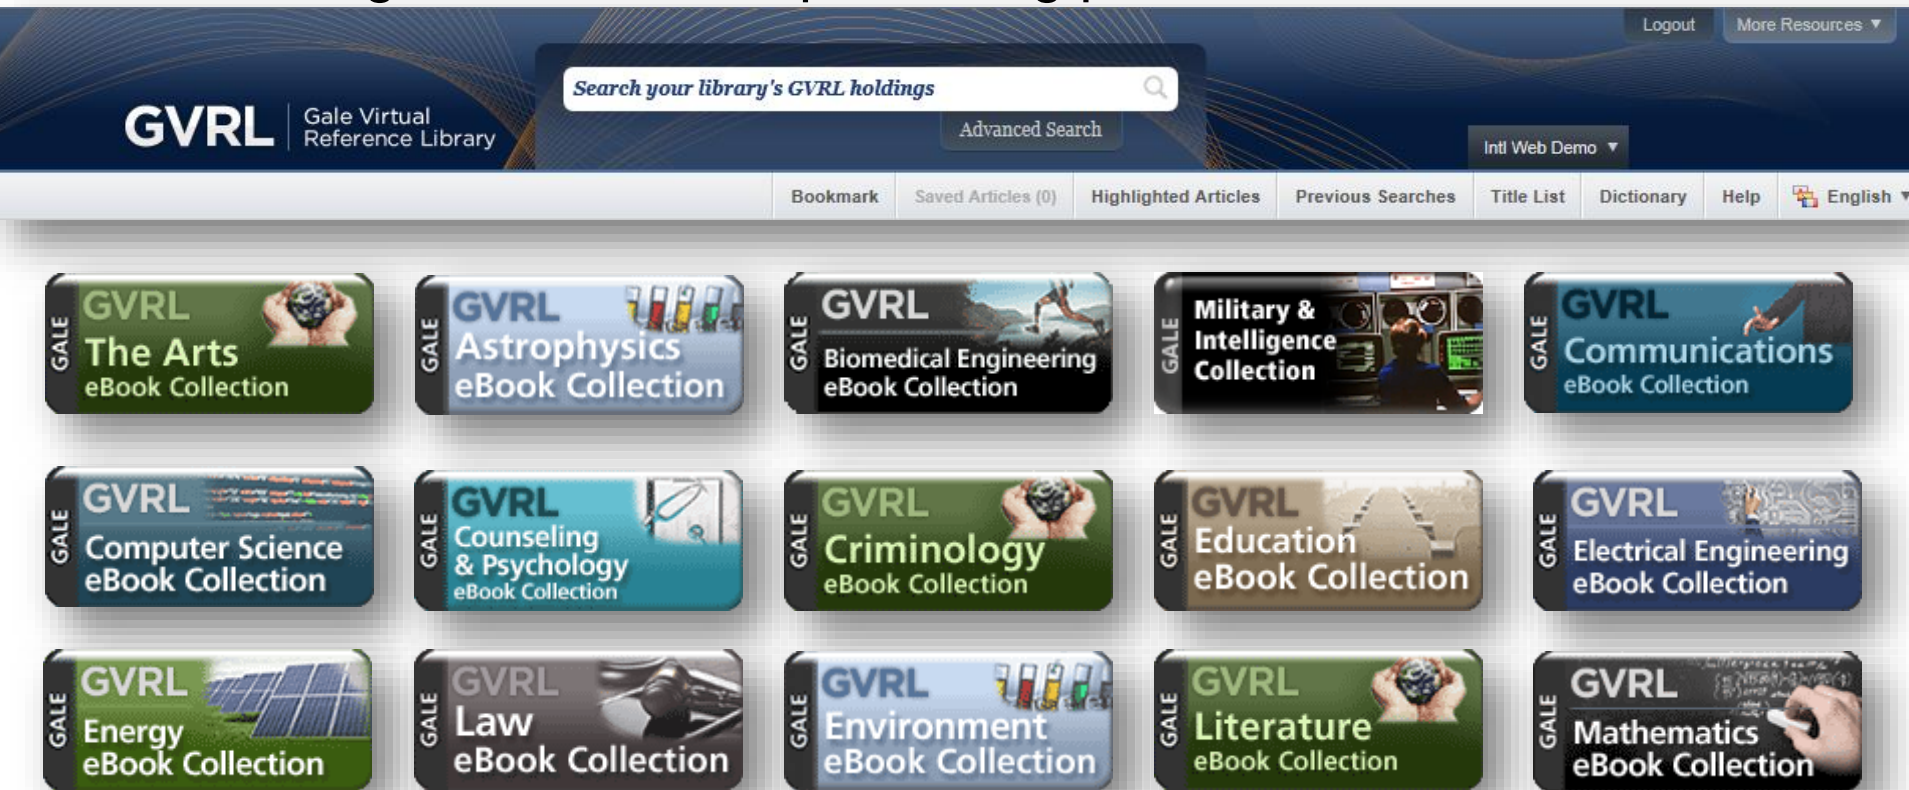 Logout
More Resources
Search your library's GVRL holdings
GVRL
Gale Virtual
Reference Library
Advanced Search
Intl Web Demo
Bookmark
Saved Articles (0)
Highlighted Articles
Previous Searches
Title List
Dictionary
Help
English
GALE
GVRL
The Arts
eBook Collection
GALE
GVRL
Astrophysics
eBook Collection
GALE
GVRL
Biomedical Engineering
eBook Collection
GALE
Military &
Intelligence
Collection
GALE
GVRL
Communications
eBook Collection
GALE
GVRL
Computer Science
eBook Collection
GALE
GVRL
Counseling
& Psychology
eBook Collection
GALE
GVRL
Criminology
eBook Collection
GALE
GVRL
Education
eBook Collection
GALE
GVRL
Electrical Engineering
eBook Collection
GALE
GVRL
Energy
eBook Collection
GALE
GVRL
Law
eBook Collection
GALE
GVRL
Environment
eBook Collection
GALE
GVRL
Literature
eBook Collection
GALE
GVRL
Mathematics
eBook Collection